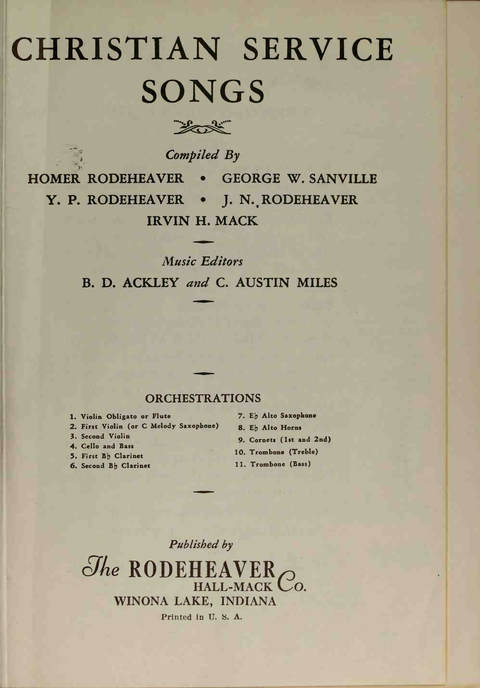 CHRISTIAN SERVICE
SONGS
Compiled By
HOMER RODEHEAVER • GEORGE W. SANVILLE
Y. P. RODEHEAVER • J. N. RODEHEAVER
IRVIN H. MACK
Music Editors
B. D. ACKLEY and C. AUSTIN MILES
ORCHESTRATIONS
1. Violin Obligato or Flute
2. First Violin (or C Melody Saxophone)
3. Second Violin
4. Cello and Bass
5. First B♭ Clarinet
6. Second B♭ Clarinet
7. E♭ Alto Saxophone
8. E♭ Alto Horns
9. Cornets (1st and 2nd)
10. Trombone (Treble)
11. Trombone (Bass)
Published by
The RODEHEAVER
HALL-MACK Co.
WINONA LAKE, INDIANA
Printed in U. S. A.